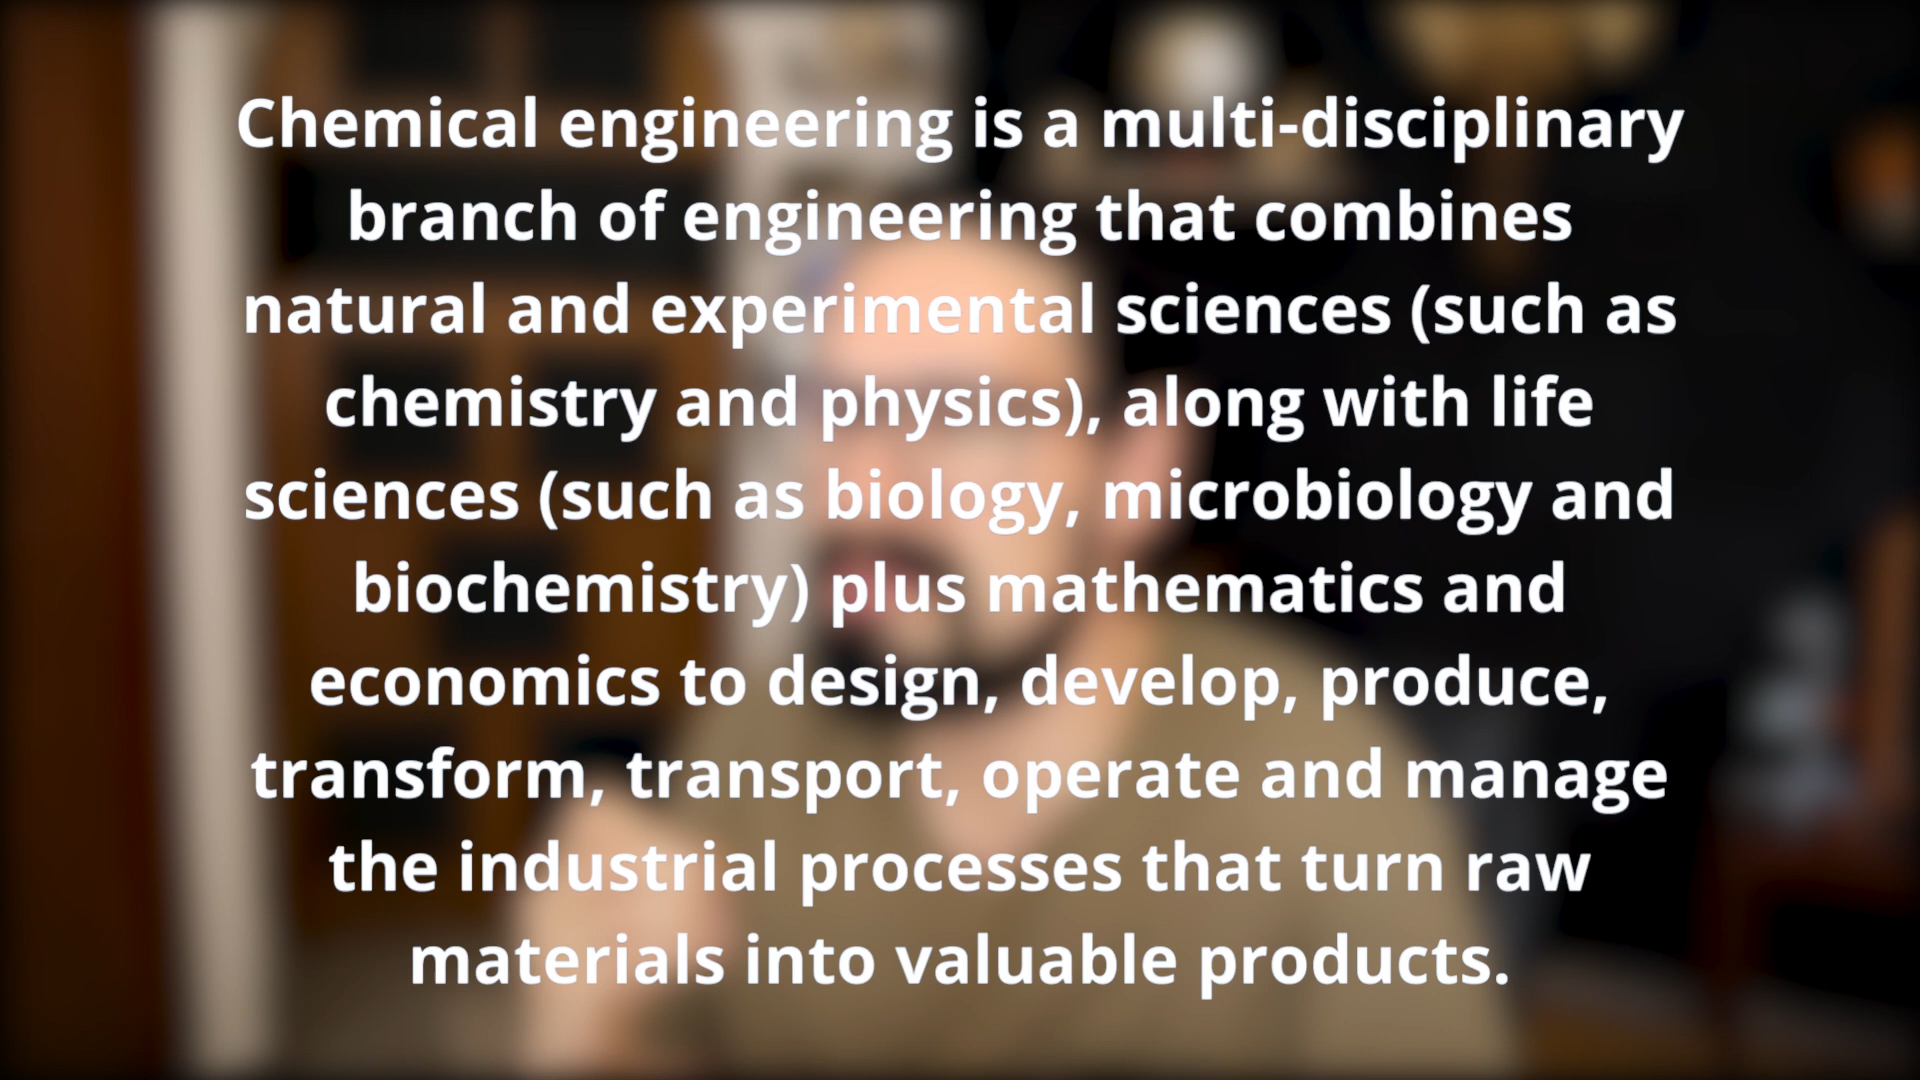 Chemical engineering is a multi-disciplinary
branch of engineering that combines
natural and experimental sciences (such as
chemistry and physics), along with life
sciences (such as biology, microbiology and
biochemistry) plus mathematics and
economics to design, develop, produce,
transform, transport, operate and manage
the industrial processes that turn raw
materials into valuable products.